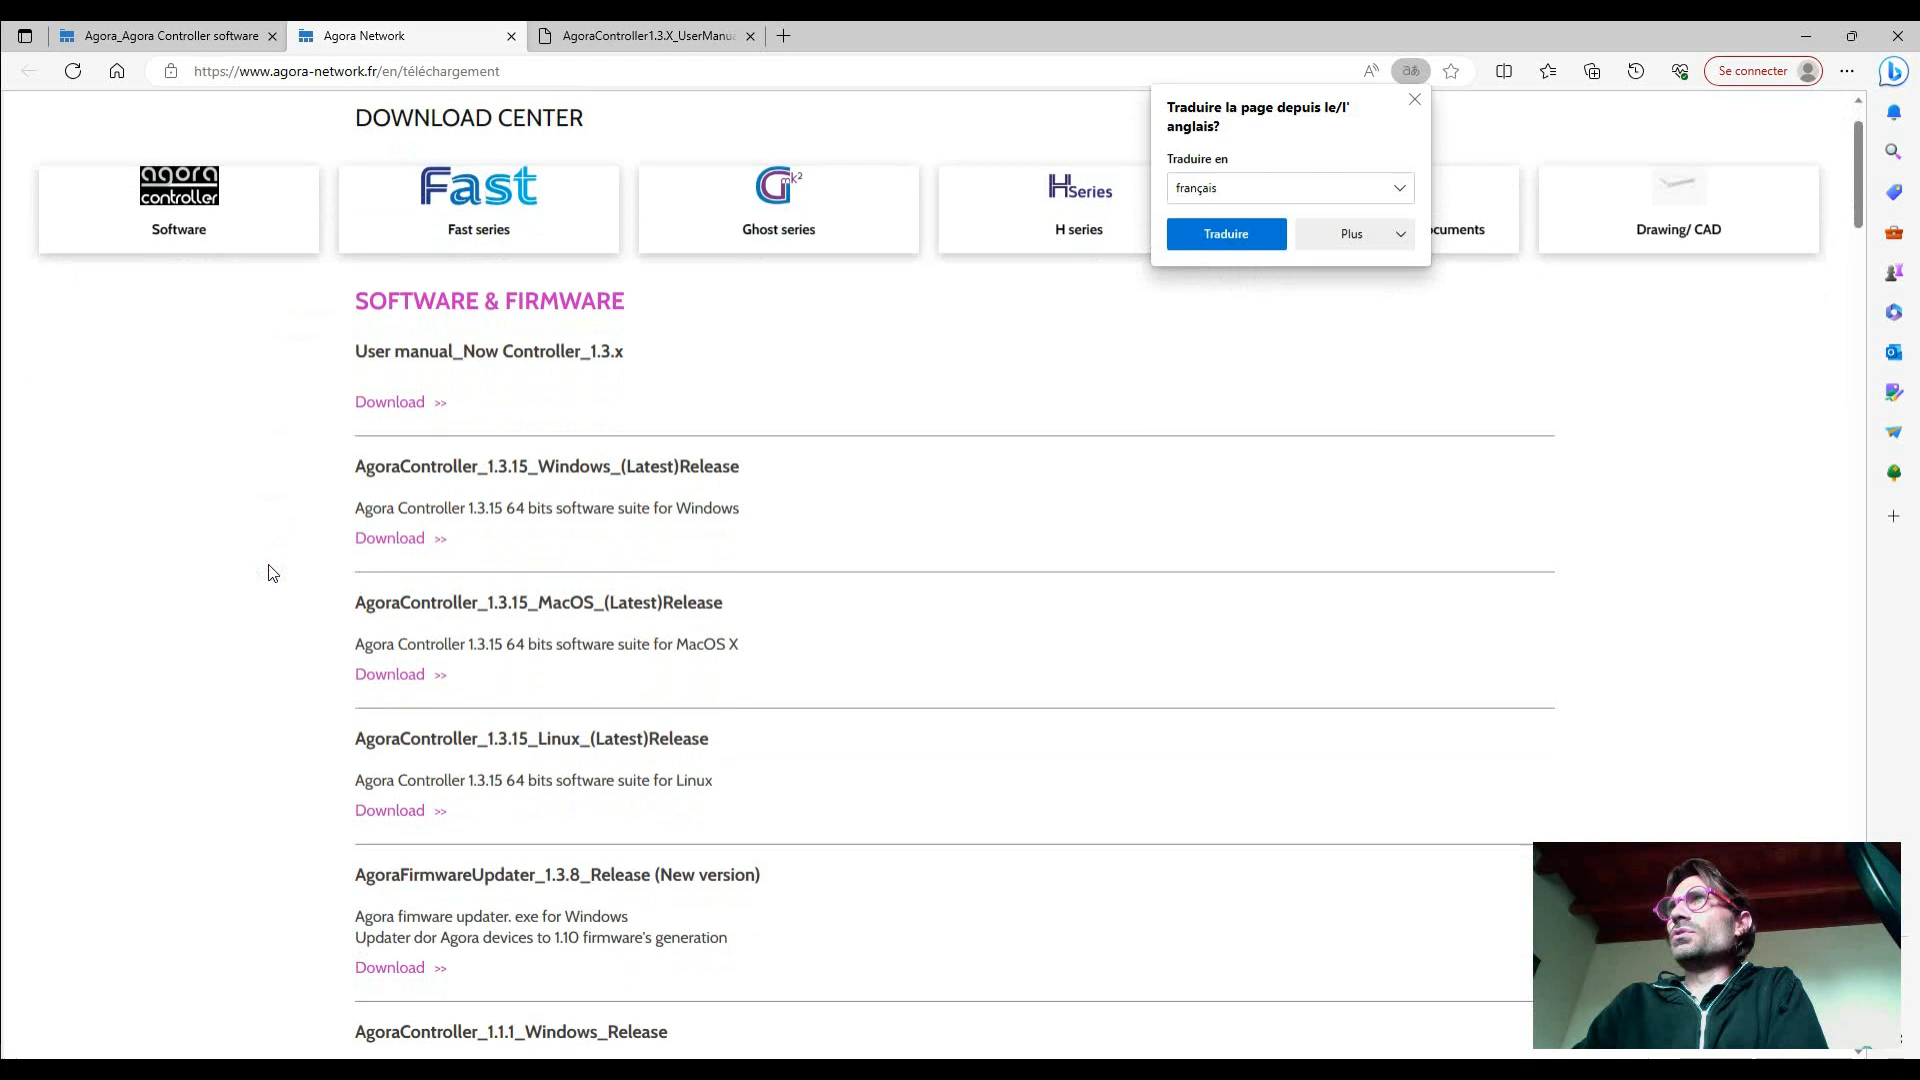 Agora_Agora Controller software
Agora Network
AgoraController1.3.X_UserManua
https://www.agora-network.fr/en/téléchargement
Se connecter
Traduire la page depuis le/l'
anglais?
Traduire en
français
Traduire
Plus
DOWNLOAD CENTER
agora
controller
Software
Fast
Fast series
G mk2
Ghost series
HSeries
H series
ocuments
Drawing/ CAD
SOFTWARE & FIRMWARE
User manual_Now Controller_1.3.x
Download >>
AgoraController_1.3.15_Windows_(Latest)Release
Agora Controller 1.3.15 64 bits software suite for Windows
Download >>
AgoraController_1.3.15_MacOS_(Latest)Release
Agora Controller 1.3.15 64 bits software suite for MacOS X
Download >>
AgoraController_1.3.15_Linux_(Latest)Release
Agora Controller 1.3.15 64 bits software suite for Linux
Download >>
AgoraFirmwareUpdater_1.3.8_Release (New version)
Agora fimware updater. exe for Windows
Updater dor Agora devices to 1.10 firmware's generation
Download >>
AgoraController_1.1.1_Windows_Release